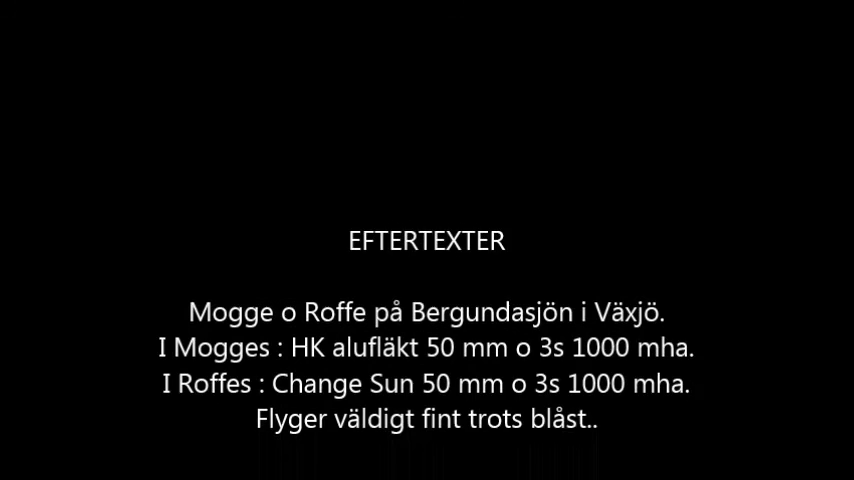 EFTERTEXTER
Mogge o Roffe på Bergundasjön i Växjö.
I Mogges : HK alufläkt 50 mm o 3s 1000 mha.
I Roffes : Change Sun 50 mm o 3s 1000 mha.
Flyger väldigt fint trots blåst..